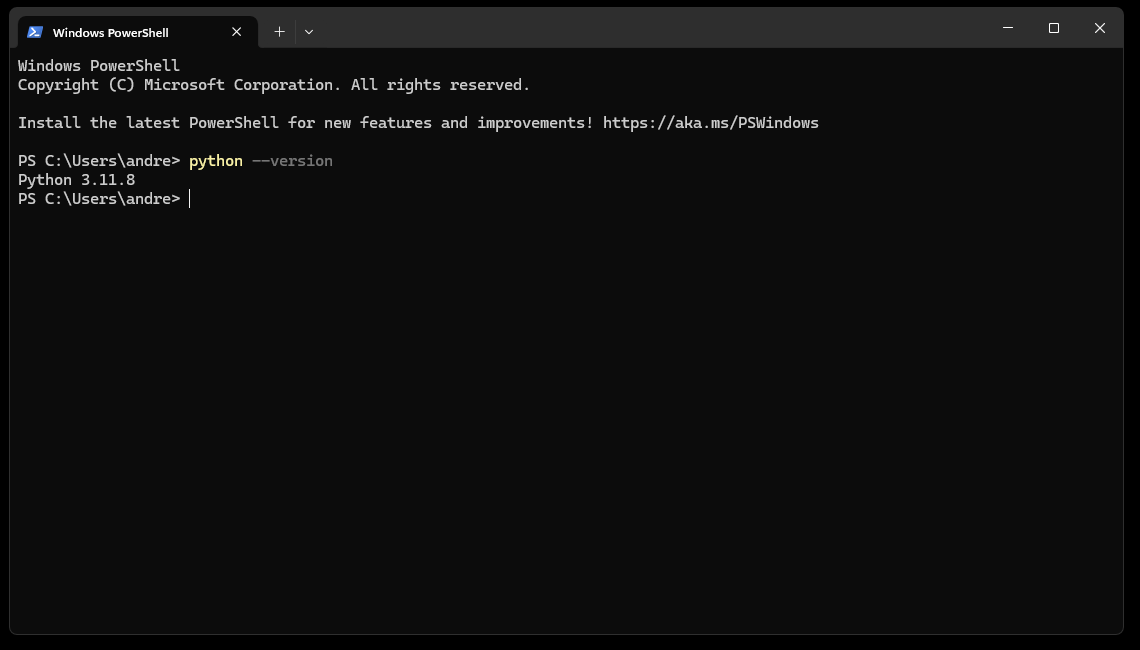 Windows PowerShell
Windows PowerShell
Copyright (C) Microsoft Corporation. All rights reserved.
Install the latest PowerShell for new features and improvements! https://aka.ms/PSWindows
PS C:\Users\andre> python --version
Python 3.11.8
PS C:\Users\andre>